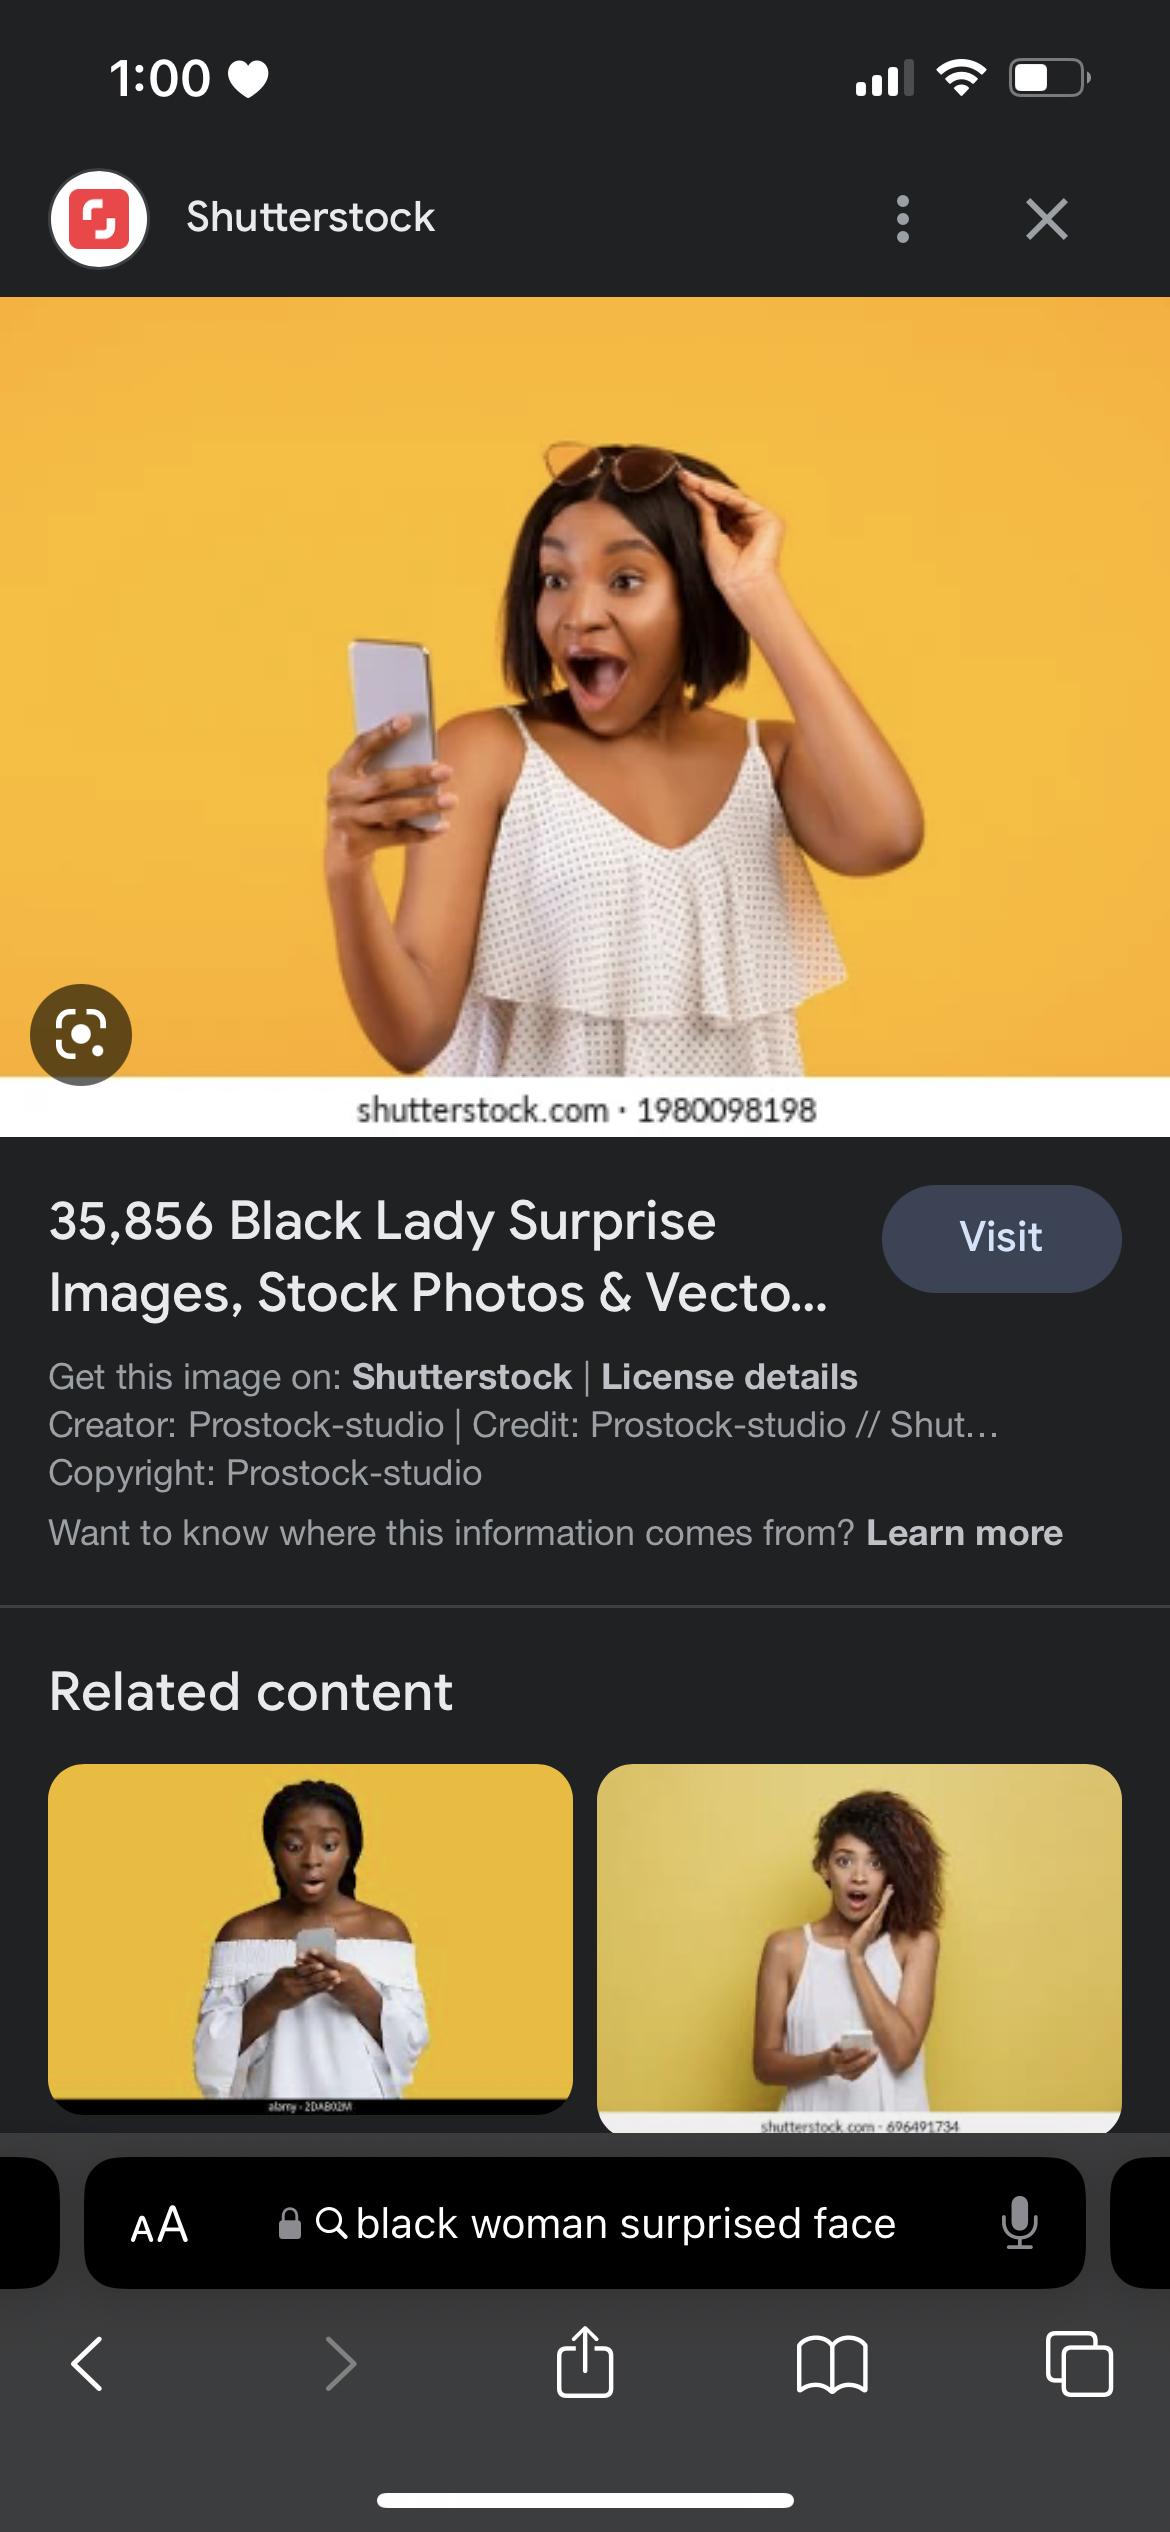 1:00
Shutterstock
shutterstock.com · 1980098198
35,856 Black Lady Surprise
Images, Stock Photos & Vecto...
Visit
Get this image on: Shutterstock | License details
Creator: Prostock-studio | Credit: Prostock-studio // Shut...
Copyright: Prostock-studio
Want to know where this information comes from? Learn more
Related content
alamy - 2DAB02M
shutterstock.com · 696491734
AA
black woman surprised face